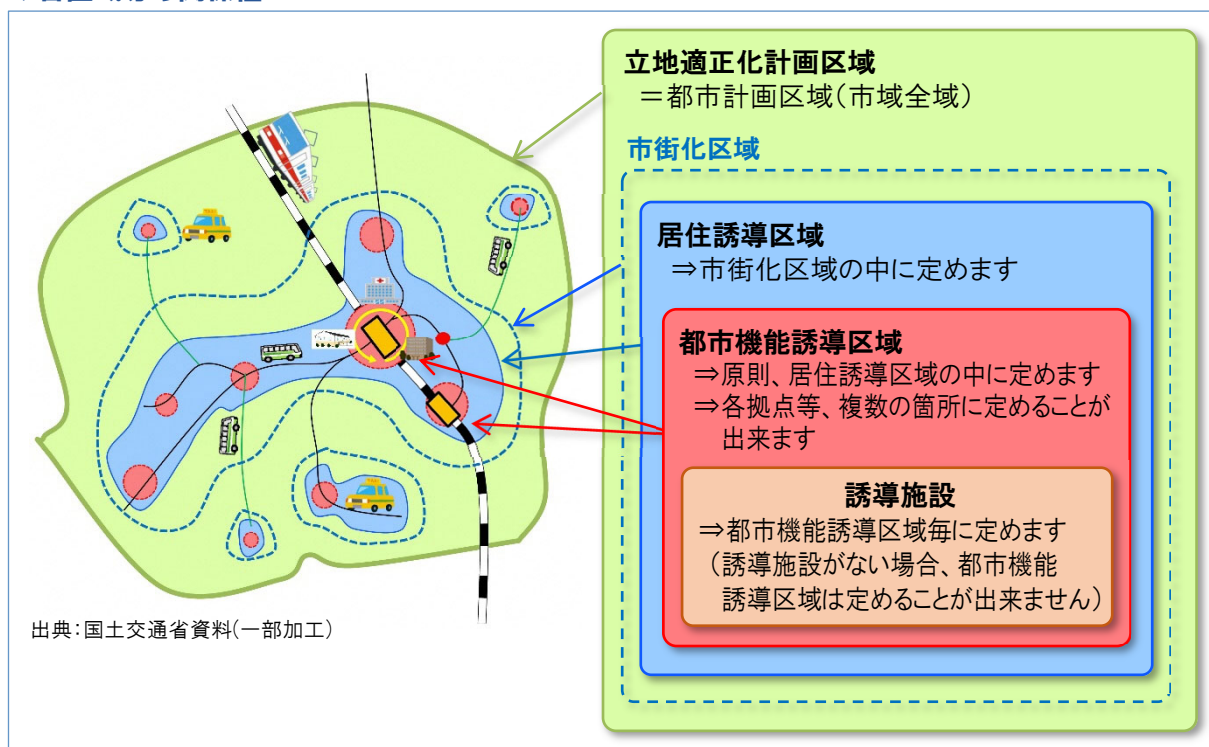 立地適正化計画区域
＝都市計画区域（市域全域）
市街化区域
居住誘導区域
⇒市街化区域の中に定めます
都市機能誘導区域
⇒原則、居住誘導区域の中に定めます
⇒各拠点等、複数の箇所に定めることが
出来ます
誘導施設
⇒都市機能誘導区域毎に定めます
（誘導施設がない場合、都市機能
誘導区域は定めることが出来ません）
出典：国土交通省資料(一部加工)